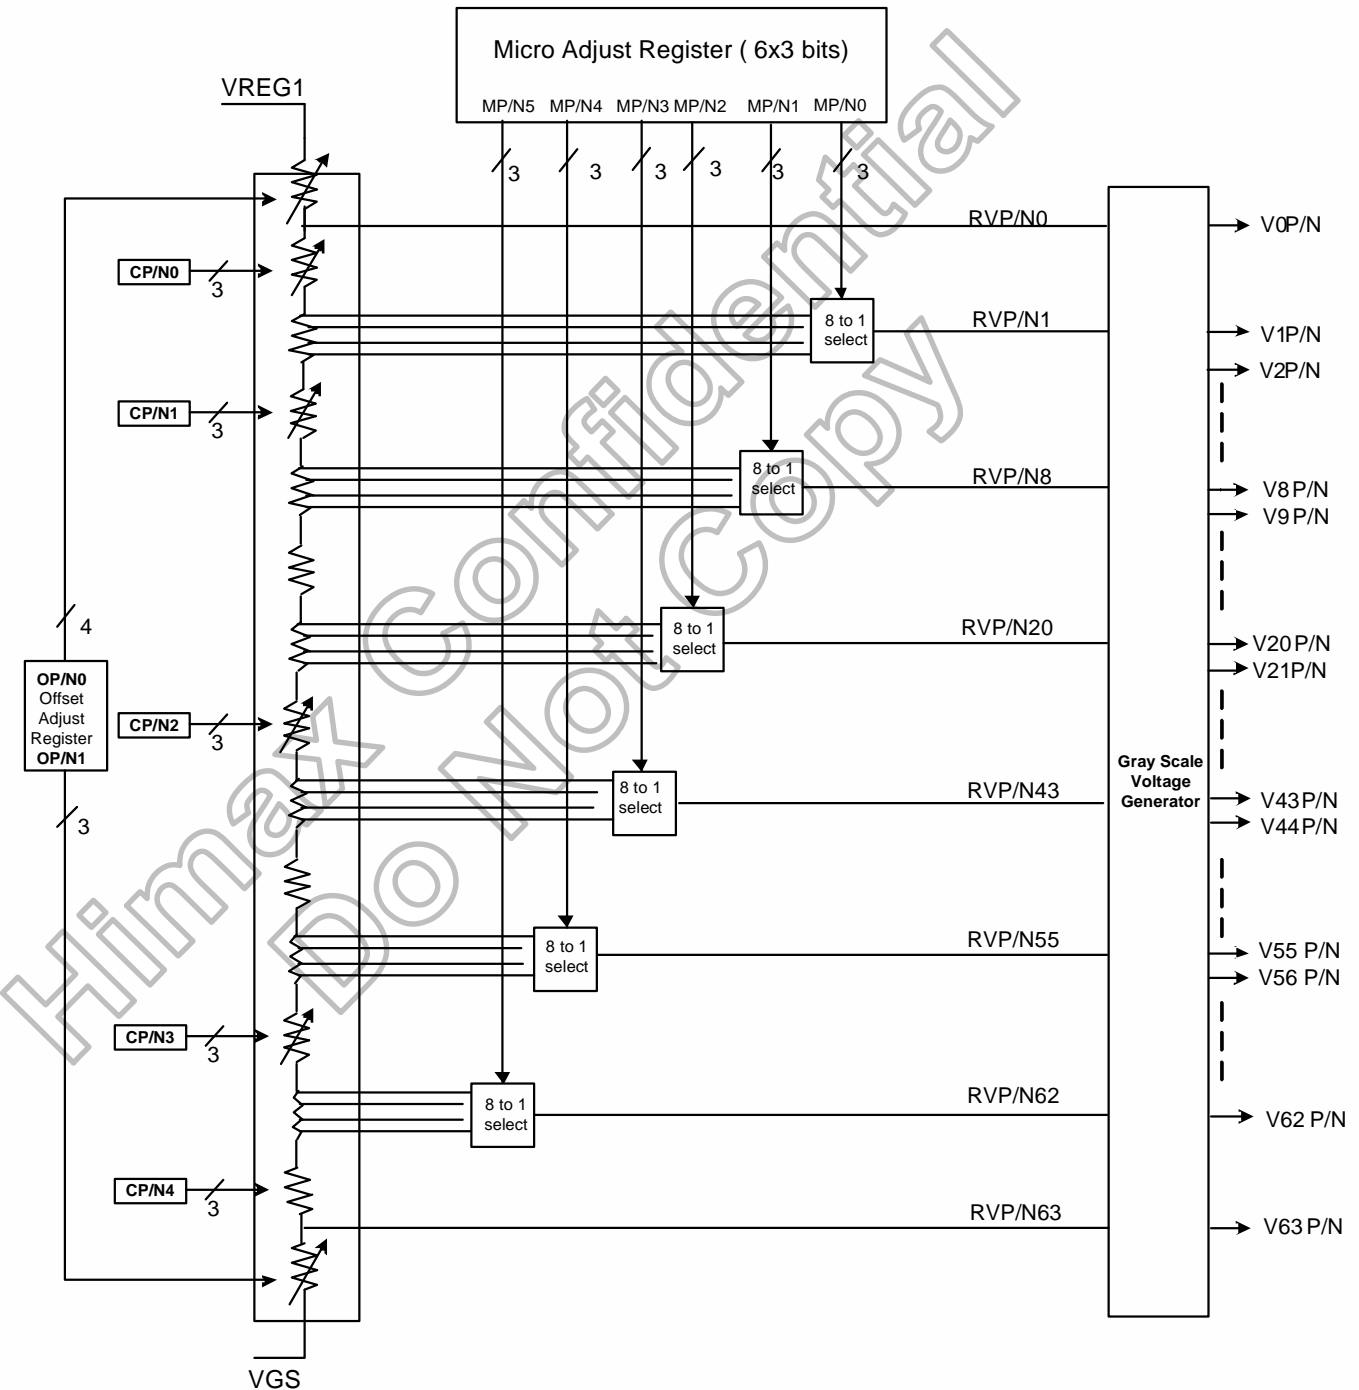 Micro Adjust Register ( 6x3 bits)
MP/N5 MP/N4 MP/N3 MP/N2 MP/N1 MP/N0
VREG1
3 3 3 3 3 3
RVP/N0
V0P/N
CP/N0
3
8 to 1
select
RVP/N1
V1P/N
V2P/N
CP/N1
3
8 to 1
select
RVP/N8
V8P/N
V9P/N
4
8 to 1
select
RVP/N20
V20P/N
V21P/N
OP/N0
Offset
Adjust
Register
OP/N1
CP/N2
3
Gray Scale
Voltage
Generator
8 to 1
select
RVP/N43
V43P/N
V44P/N
3
8 to 1
select
RVP/N55
V55 P/N
V56 P/N
CP/N3
3
8 to 1
select
RVP/N62
V62 P/N
CP/N4
3
RVP/N63
V63P/N
VGS
Himax Confidential
Do Not Copy